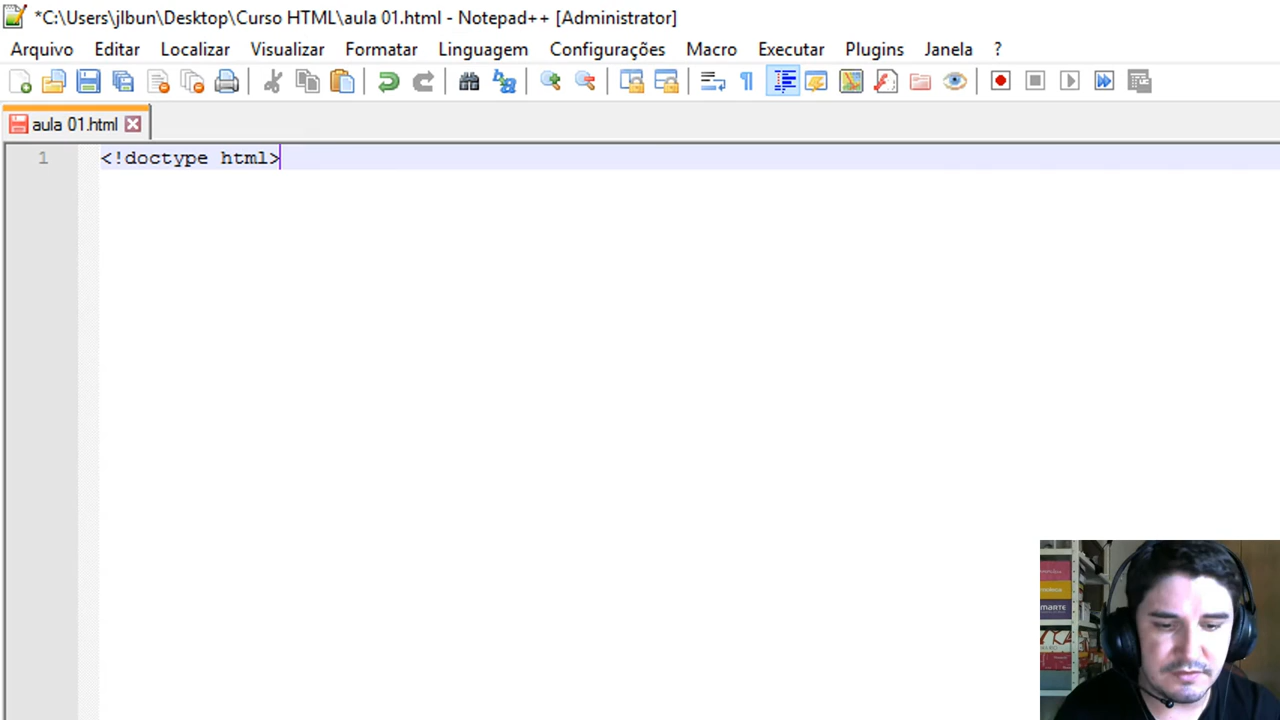 *C:\Users\jlbun\Desktop\Curso HTML\aula 01.html - Notepad++ [Administrator]
Arquivo Editar Localizar Visualizar Formatar Linguagem Configurações Macro Executar Plugins Janela ?
aula 01.html
1 <!doctype html>